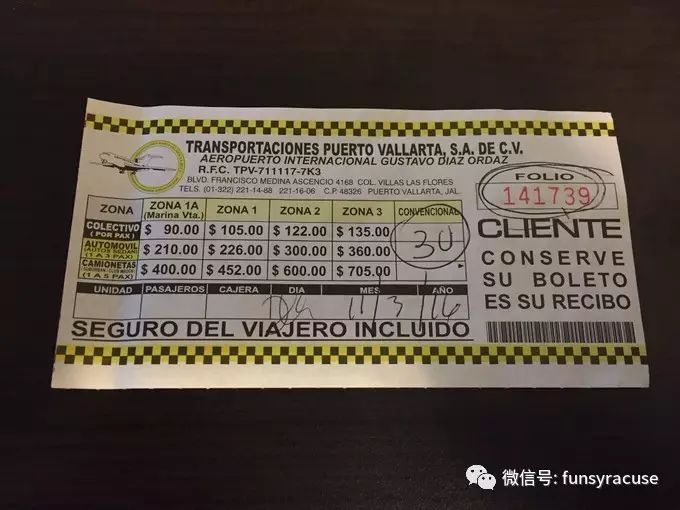 TRANSPORTACIONES PUERTO VALLARTA, S.A. DE C.V.
AEROPUERTO INTERNACIONAL GUSTAVO DIAZ ORDAZ
R.F.C. TPV-711117-7K3
BLVD. FRANCISCO MEDINA ASCENCIO 4168 COL. VILLAS LAS FLORES
TELS. (01-322) 221-14-88 221-16-06 C.P. 48326 PUERTO VALLARTA, JAL.
FOLIO
141739
ZONA ZONA 1A (Marina Vta.) ZONA 1 ZONA 2 ZONA 3 CONVENCIONAL
COLECTIVO (POR PAX) $ 90.00 $ 105.00 $ 122.00 $ 135.00
AUTOMOVIL (AUTOS SEDAN) (1 A 3 PAX) $ 210.00 $ 226.00 $ 300.00 $ 360.00
CAMIONETAS (1 A 5 PAX) $ 400.00 $ 452.00 $ 600.00 $ 705.00
30
UNIDAD PASAJEROS CAJERA DIA MES AÑO
11/3/16
SEGURO DEL VIAJERO INCLUIDO
CLIENTE
CONSERVE
SU BOLETO
ES SU RECIBO
微信号: funsyracuse